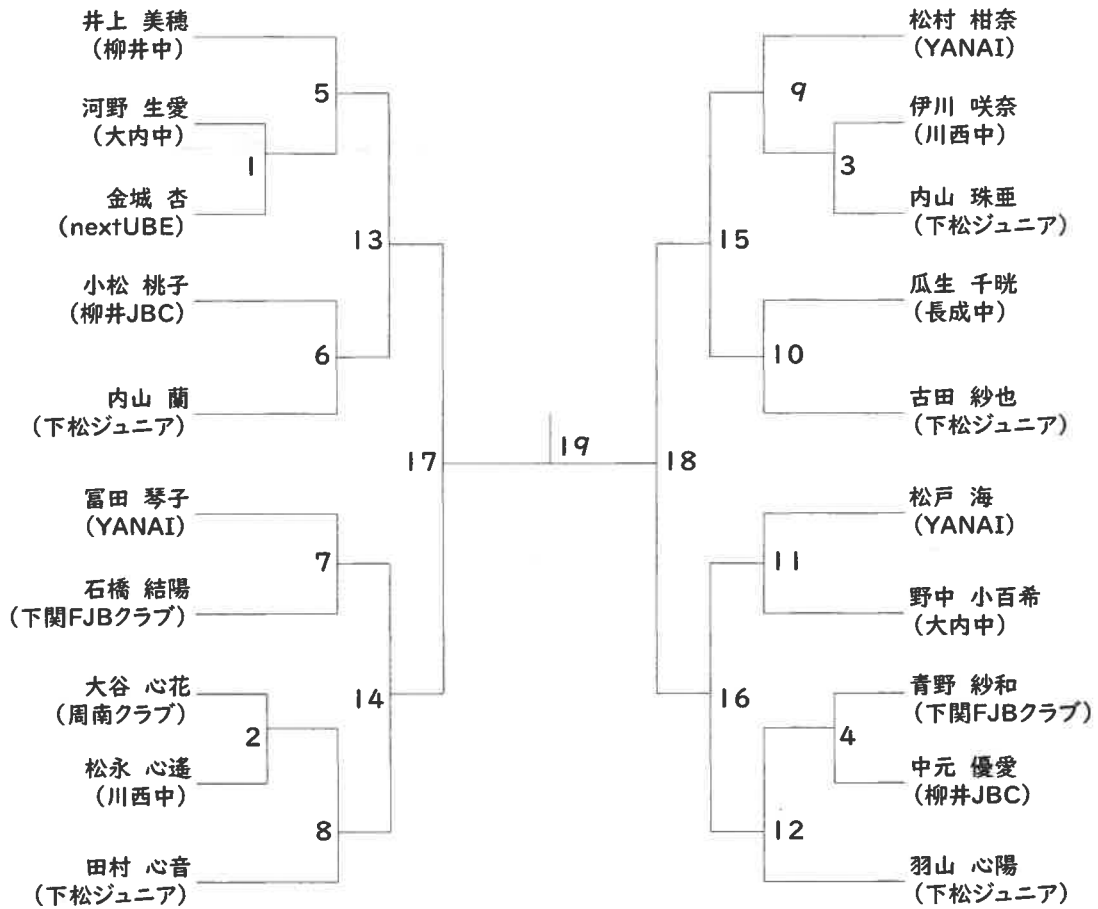 井上 美穂
(柳井中)
河野 生愛
(大内中)
金城 杏
(nextUBE)
小松 桃子
(柳井JBC)
内山 蘭
(下松ジュニア)
冨田 琴子
(YANAI)
石橋 結陽
(下関FJBクラブ)
大谷 心花
(周南クラブ)
松永 心遙
(川西中)
田村 心音
(下松ジュニア)
1
2
5
6
7
8
13
14
17
19
18
15
16
9
10
11
12
3
4
松村 柑奈
(YANAI)
伊川 咲奈
(川西中)
内山 珠亜
(下松ジュニア)
瓜生 千晄
(長成中)
古田 紗也
(下松ジュニア)
松戸 海
(YANAI)
野中 小百希
(大内中)
青野 紗和
(下関FJBクラブ)
中元 優愛
(柳井JBC)
羽山 心陽
(下松ジュニア)